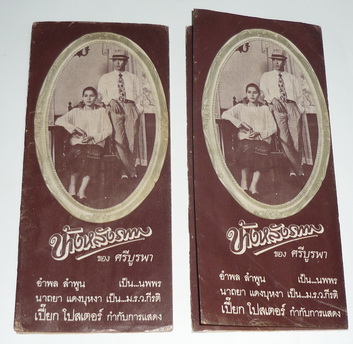 ข้างหลังภาพ
ของ ศรีบูรพา
อำพล ลำพูน เป็น...นพพร
นาถยา แดงบุหงา เป็น...ม.ร.ว.กีรติ
เปี๊ยก โปสเตอร์ กำกับการแสดง
ข้างหลังภาพ
ของ ศรีบูรพา
อำพล ลำพูน เป็น...นพพร
นาถยา แดงบุหงา เป็น...ม.ร.ว.กีรติ
เปี๊ยก โปสเตอร์ กำกับการแสดง